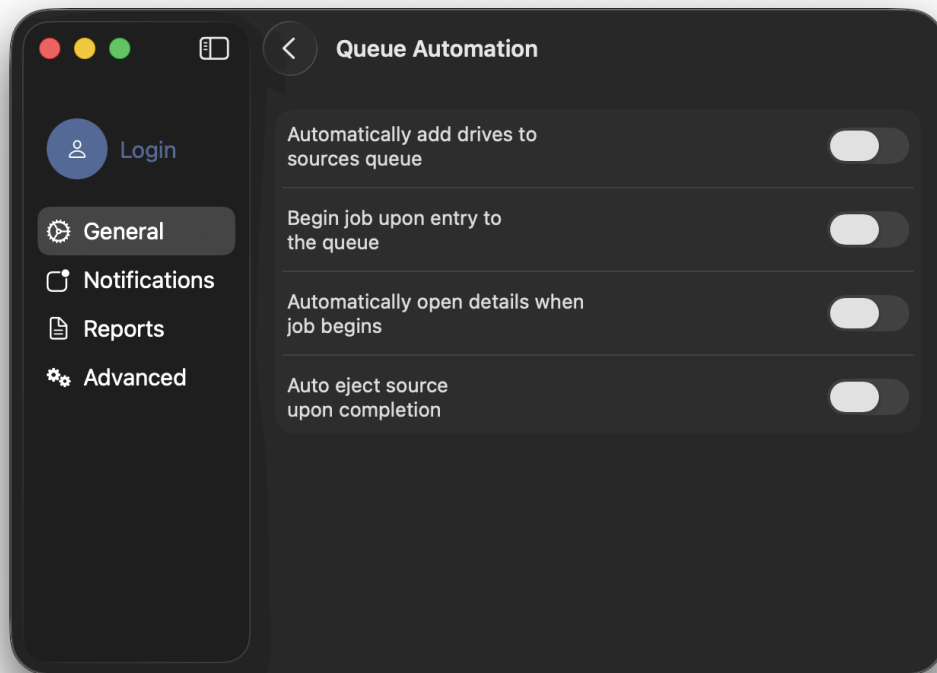 Queue Automation
Login
General
Notifications
Reports
Advanced
Automatically add drives to
sources queue
Begin job upon entry to
the queue
Automatically open details when
job begins
Auto eject source
upon completion